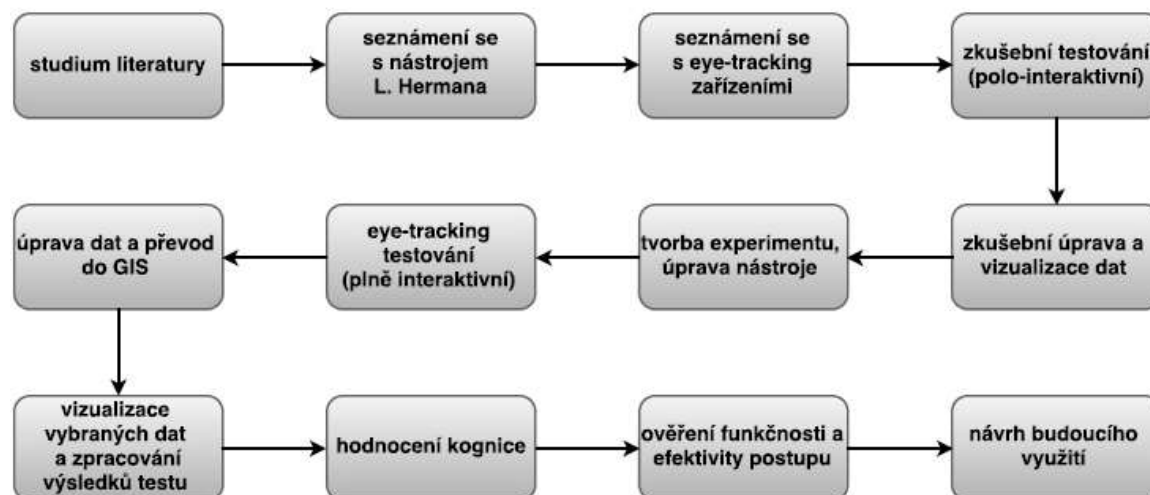 studium literatury
seznámení se
s nástrojem
L. Hermana
seznámení se
s eye-tracking
zařízeními
zkušební testování
(polo-interaktivní)
zkušební úprava a
vizualizace dat
tvorba experimentu,
úprava nástroje
eye-tracking
testování
(plně interaktivní)
úprava dat a převod
do GIS
vizualizace
vybraných dat
a zpracování
výsledků testu
hodnocení kognice
ověření funkčnosti a
efektivity postupu
návrh budoucího
využití